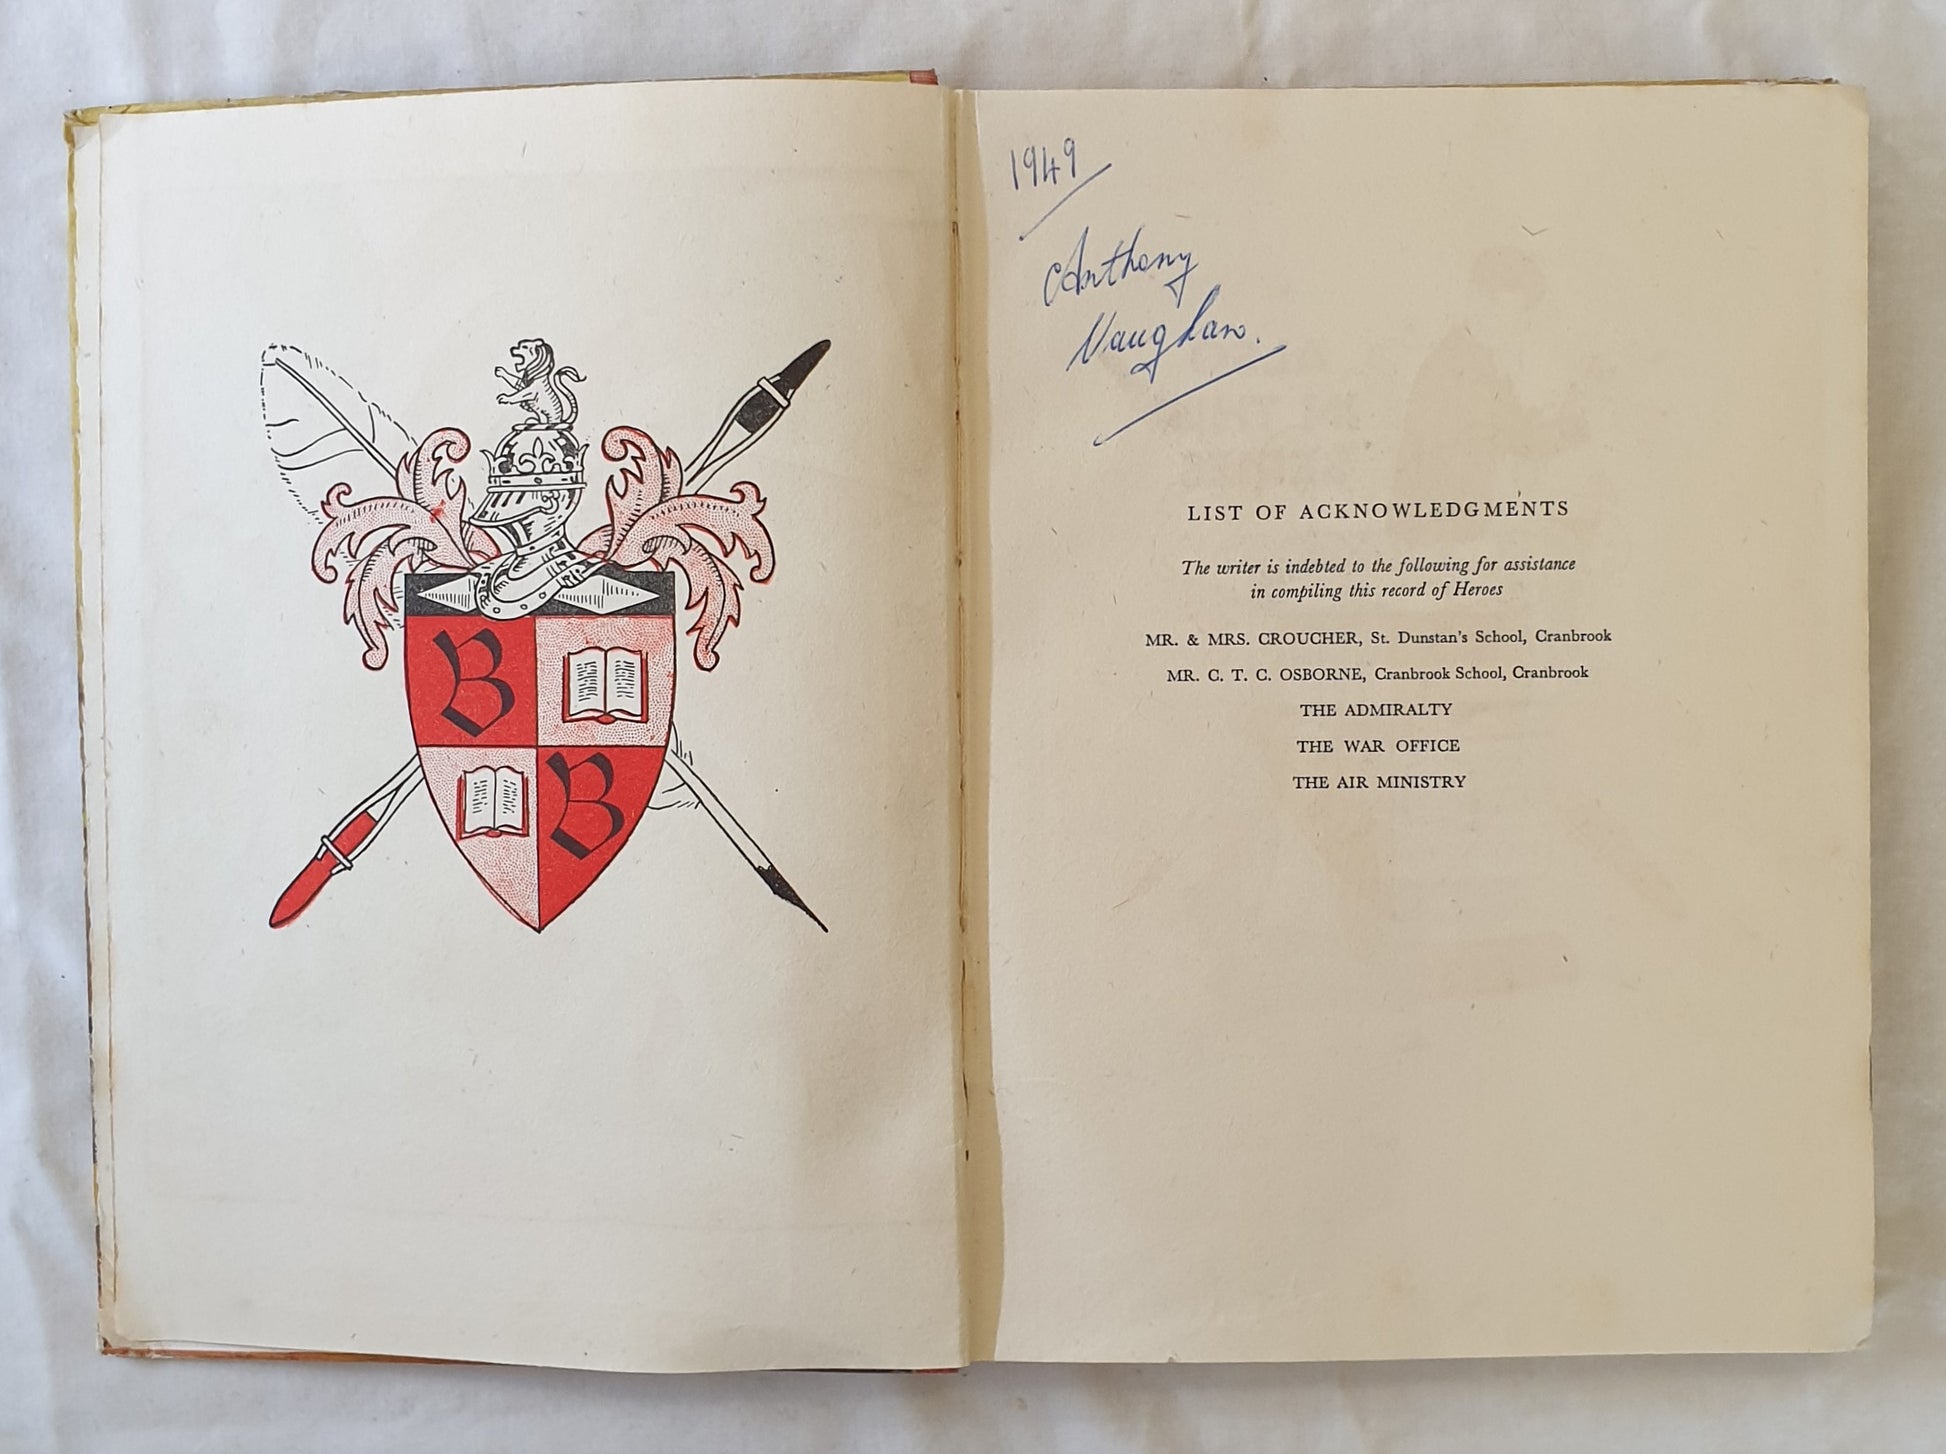 B
B
1949
Anthony
Vaughan.
LIST OF ACKNOWLEDGMENTS
The writer is indebted to the following for assistance
in compiling this record of Heroes
MR. & MRS. CROUCHER, St. Dunstan's School, Cranbrook
MR. C. T. C. OSBORNE, Cranbrook School, Cranbrook
THE ADMIRALTY
THE WAR OFFICE
THE AIR MINISTRY